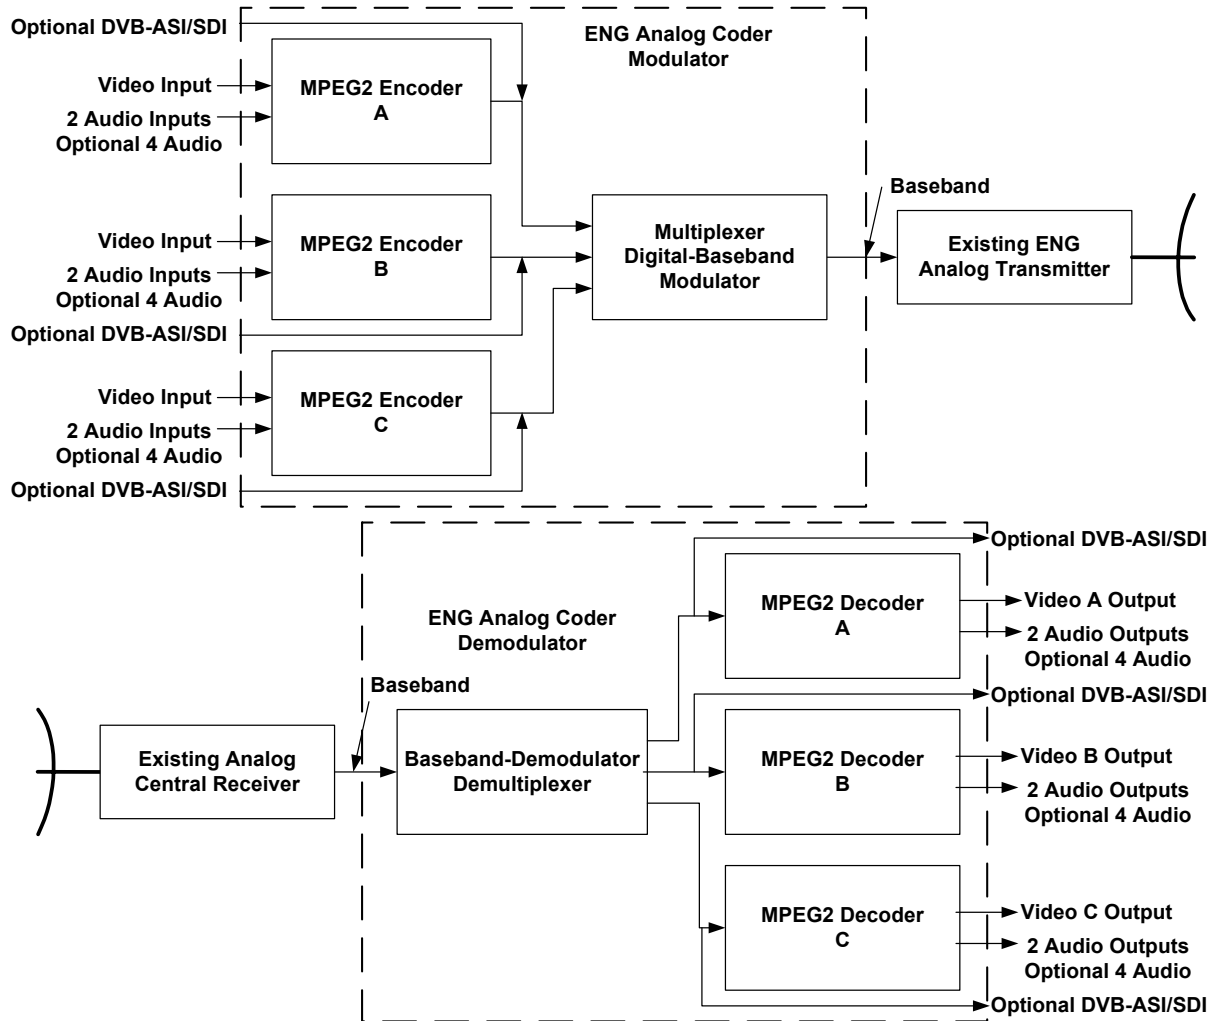 Optional DVB-ASI/SDI
ENG Analog Coder
Modulator
Video Input
2 Audio Inputs
Optional 4 Audio
MPEG2 Encoder
A
Baseband
Video Input
2 Audio Inputs
Optional 4 Audio
MPEG2 Encoder
B
Multiplexer
Digital-Baseband
Modulator
Existing ENG
Analog Transmitter
Optional DVB-ASI/SDI
Video Input
2 Audio Inputs
Optional 4 Audio
MPEG2 Encoder
C
Optional DVB-ASI/SDI
Optional DVB-ASI/SDI
ENG Analog Coder
Demodulator
MPEG2 Decoder
A
Video A Output
2 Audio Outputs
Optional 4 Audio
Baseband
Optional DVB-ASI/SDI
Existing Analog
Central Receiver
Baseband-Demodulator
Demultiplexer
MPEG2 Decoder
B
Video B Output
2 Audio Outputs
Optional 4 Audio
MPEG2 Decoder
C
Video C Output
2 Audio Outputs
Optional 4 Audio
Optional DVB-ASI/SDI